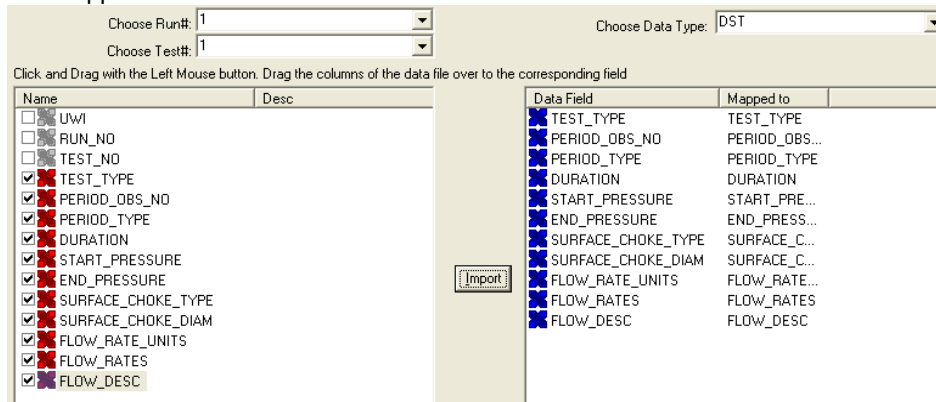 Choose Run#: 1
Choose Data Type: DST
Choose Test#: 1
Click and Drag with the Left Mouse button. Drag the columns of the data file over to the corresponding field
Name Desc
UWI
RUN_NO
TEST_NO
TEST_TYPE
PERIOD_OBS_NO
PERIOD_TYPE
DURATION
START_PRESSURE
END_PRESSURE
SURFACE_CHOKE_TYPE
SURFACE_CHOKE_DIAM
FLOW_RATE_UNITS
FLOW_RATES
FLOW_DESC
Import
Data Field Mapped to
TEST_TYPE TEST_TYPE
PERIOD_OBS_NO PERIOD_OBS...
PERIOD_TYPE PERIOD_TYPE
DURATION DURATION
START_PRESSURE START_PRE...
END_PRESSURE END_PRESS...
SURFACE_CHOKE_TYPE SURFACE_C...
SURFACE_CHOKE_DIAM SURFACE_C...
FLOW_RATE_UNITS FLOW_RATE...
FLOW_RATES FLOW_RATES
FLOW_DESC FLOW_DESC